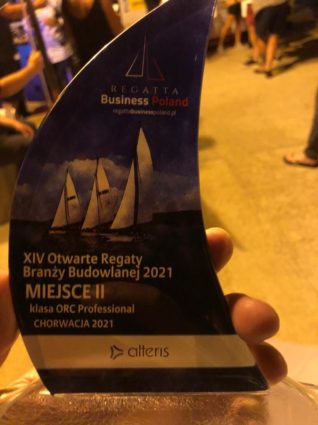 REGATTA
Business Poland
regattabusinesspoland.pl
XIV Otwarte Regaty
Branży Budowlanej 2021
MIEJSCE II
klasa ORC Professional
CHORWACJA 2021
alteris